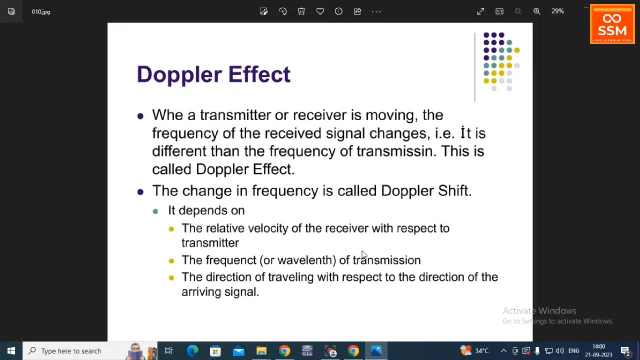 010.jpg
29%
SSM
Doppler Effect
Whe a transmitter or receiver is moving, the
frequency of the received signal changes, i.e. İt is
different than the frequency of transmissin. This is
called Doppler Effect.
The change in frequency is called Doppler Shift.
It depends on
The relative velocity of the receiver with respect to
transmitter
The frequenct (or wavelenth) of transmission
The direction of traveling with respect to the direction of the
arriving signal.
Activate Windows
Go to Settings to activate Windows.
Type here to search
34°C
ENG
14:00
21-09-2023